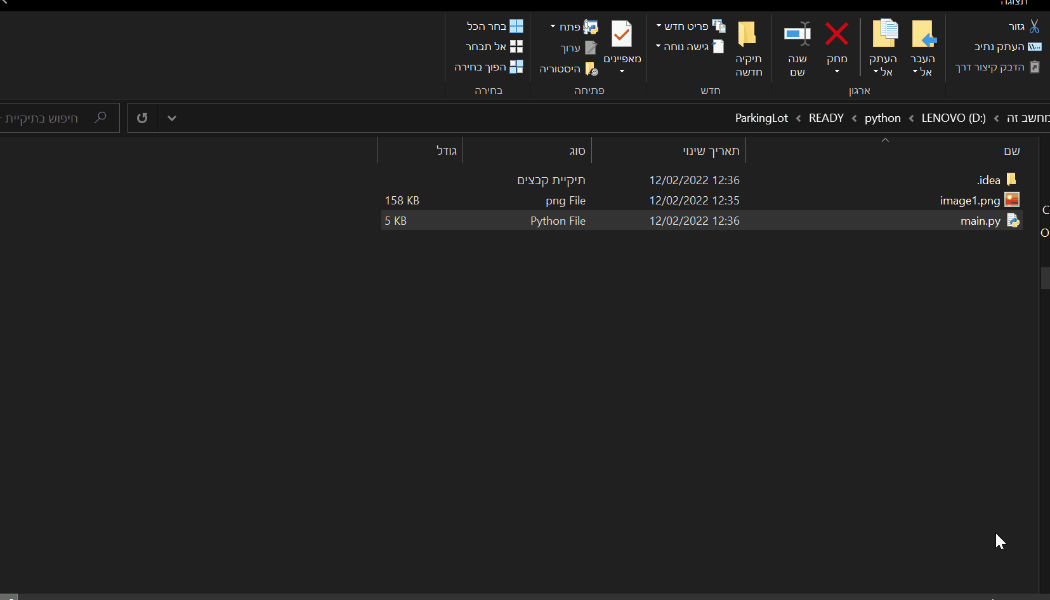 תצוגה
גזור
העתק נתיב
הדבק קיצור דרך
העבר אל
העתק אל
מחק
שנה שם
ארגון
תיקיה חדשה
פריט חדש
גישה נוחה
חדש
מאפיינים
פתח
ערוך
היסטוריה
פתיחה
בחר הכל
אל תבחר
הפוך בחירה
בחירה
מחשב זה › LENOVO (D:) › python › READY › ParkingLot
חיפוש בתיקיית
שם תאריך שינוי סוג גודל
.idea 12/02/2022 12:36 תיקיית קבצים
image1.png 12/02/2022 12:35 png File 158 KB
main.py 12/02/2022 12:36 Python File 5 KB